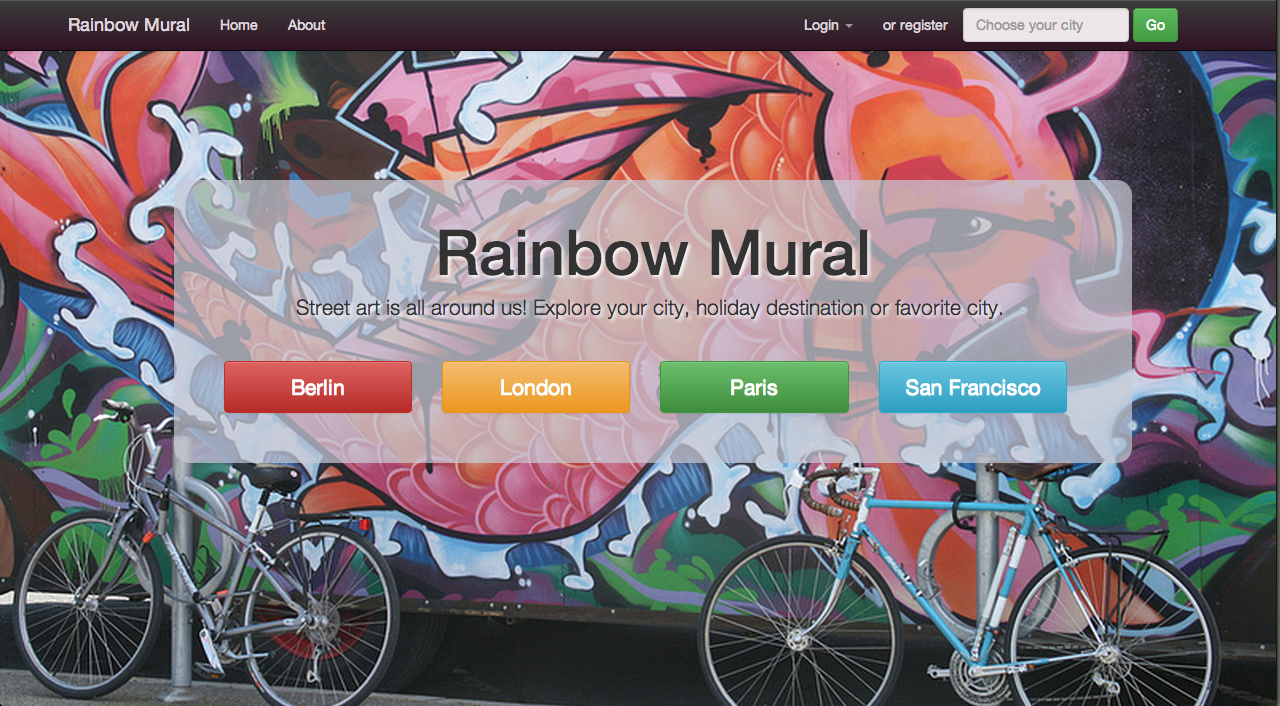 Rainbow Mural Home About Login or register Choose your city Go
Rainbow Mural
Street art is all around us! Explore your city, holiday destination or favorite city.
Berlin London Paris San Francisco